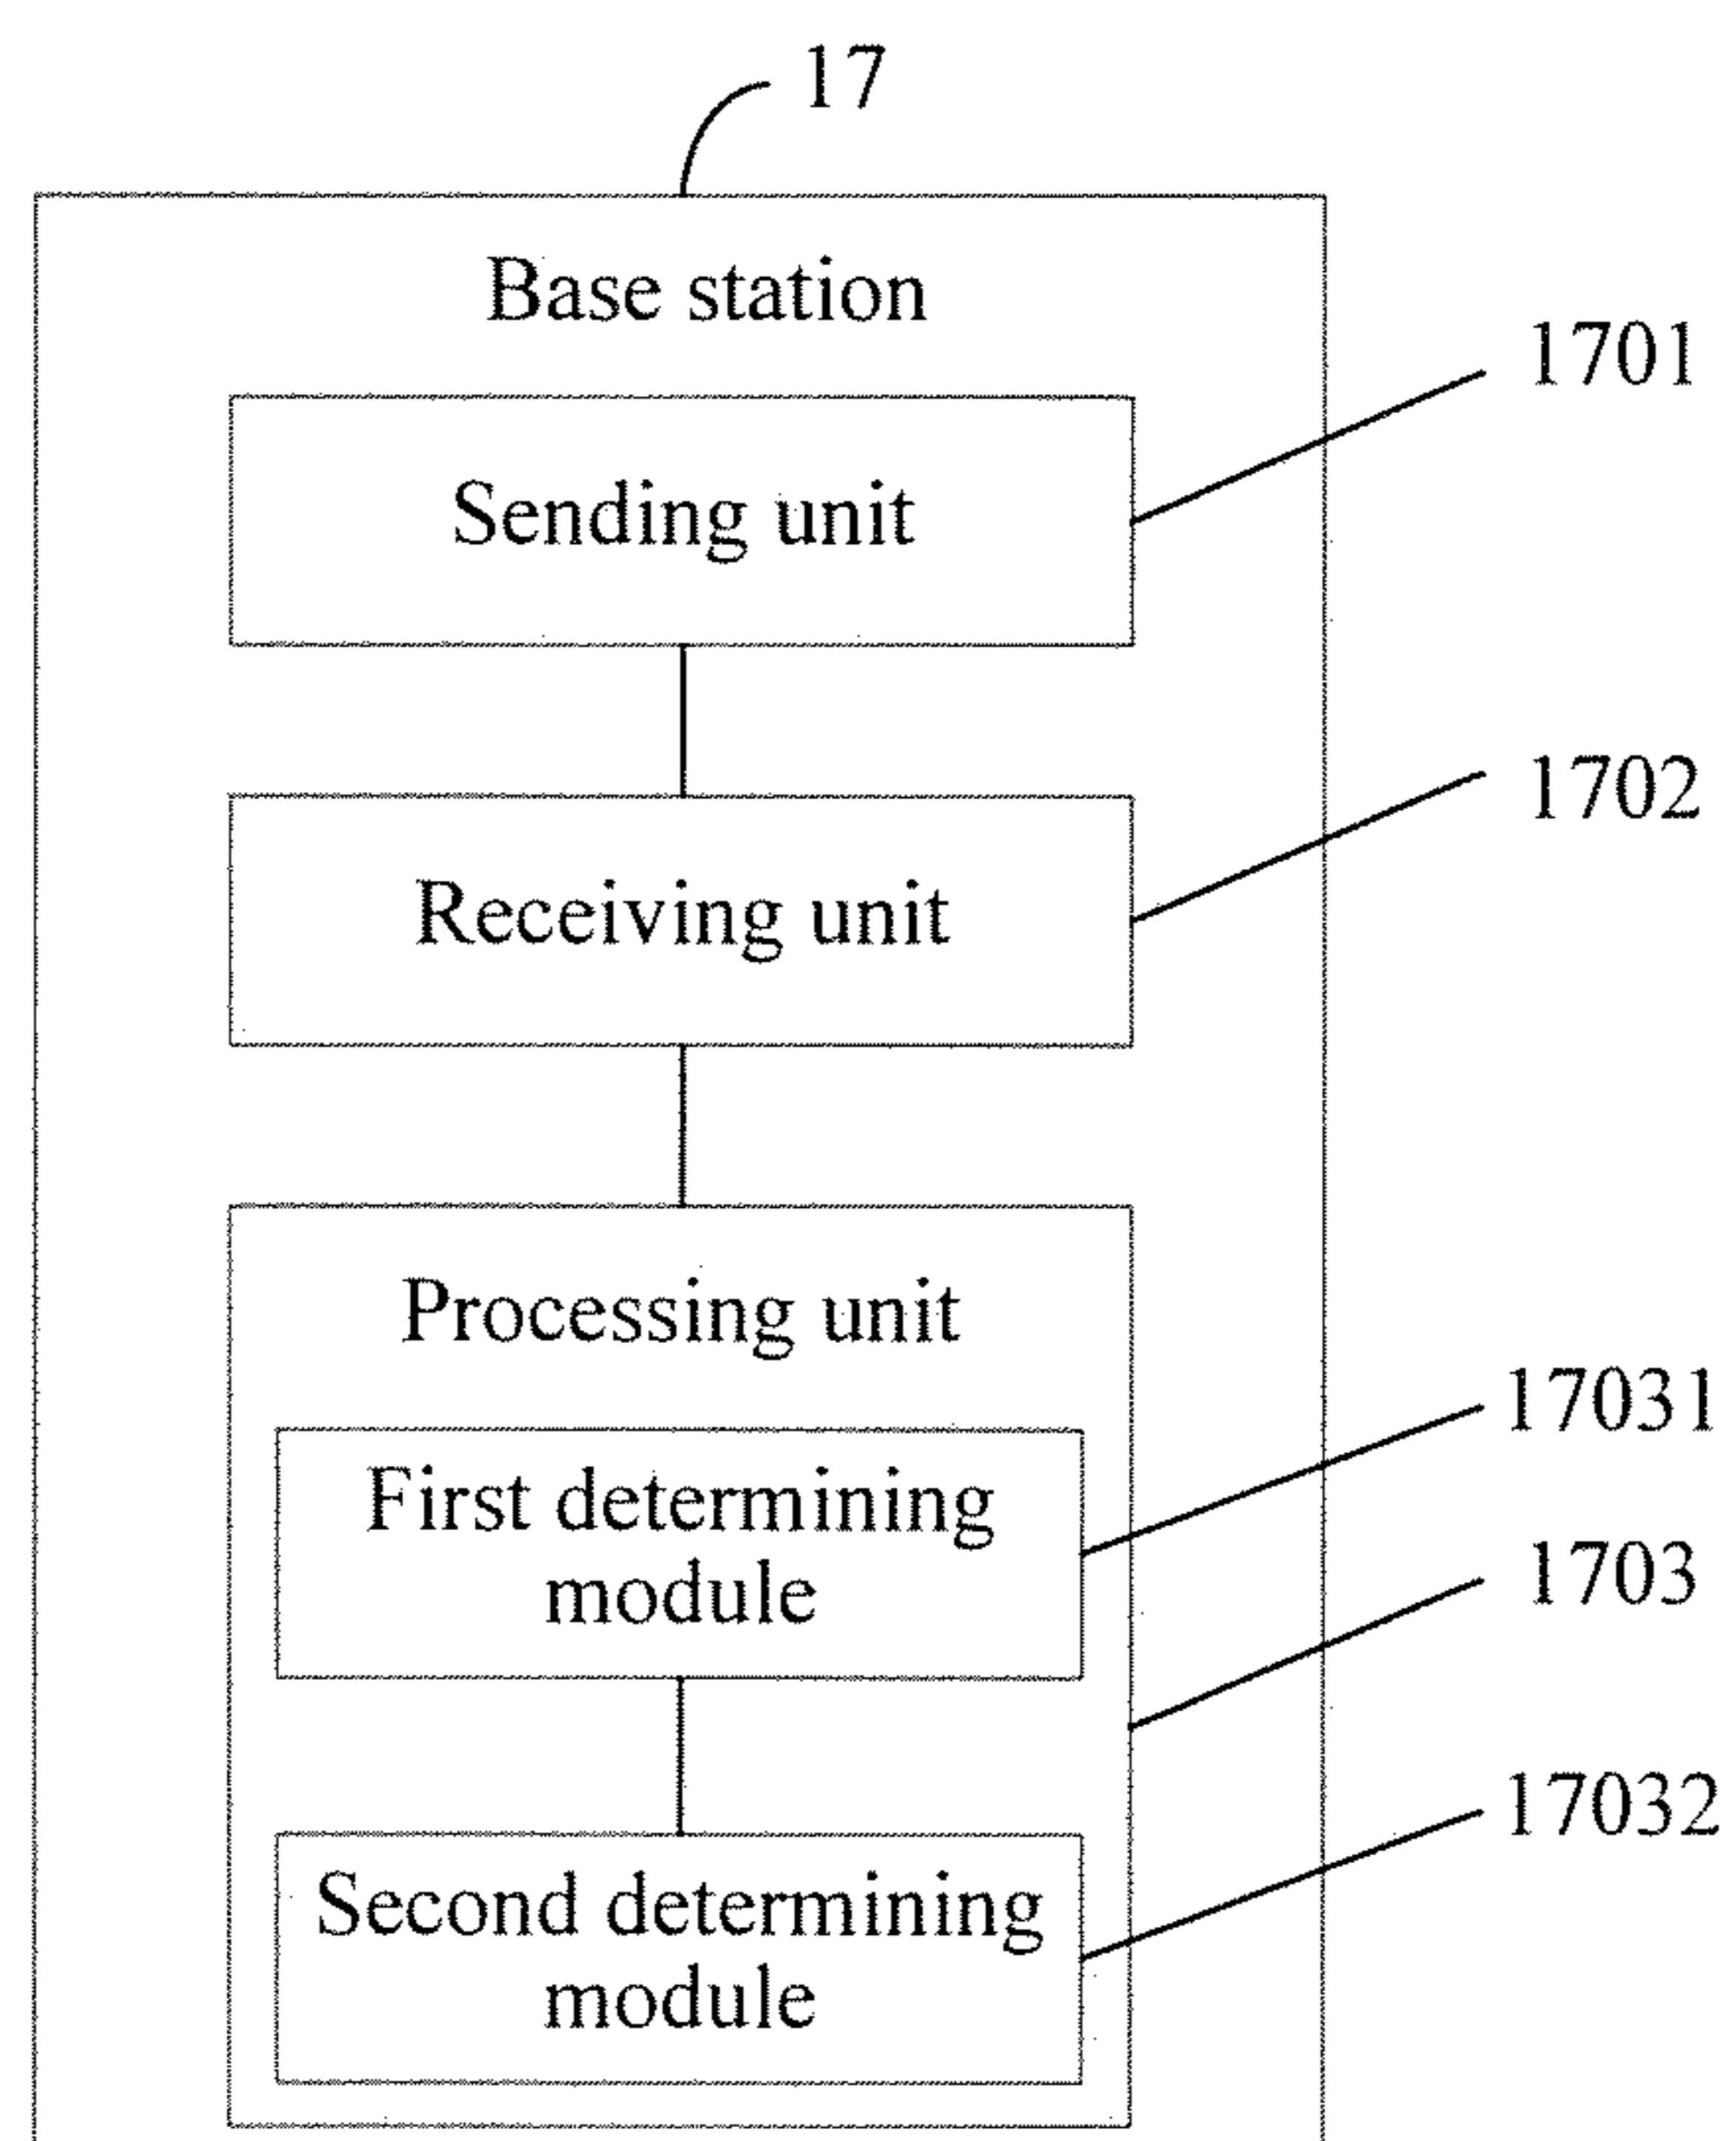 17
Base station
1701
Sending unit
1702
Receiving unit
Processing unit
17031
First determining
module
1703
17032
Second determining
module